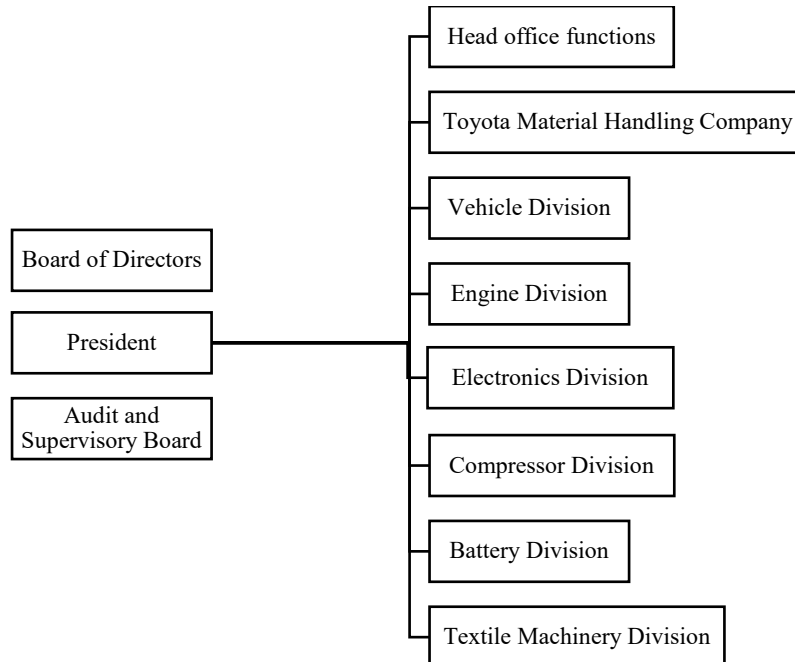 Board of Directors
President
Audit and
Supervisory Board
Head office functions
Toyota Material Handling Company
Vehicle Division
Engine Division
Electronics Division
Compressor Division
Battery Division
Textile Machinery Division